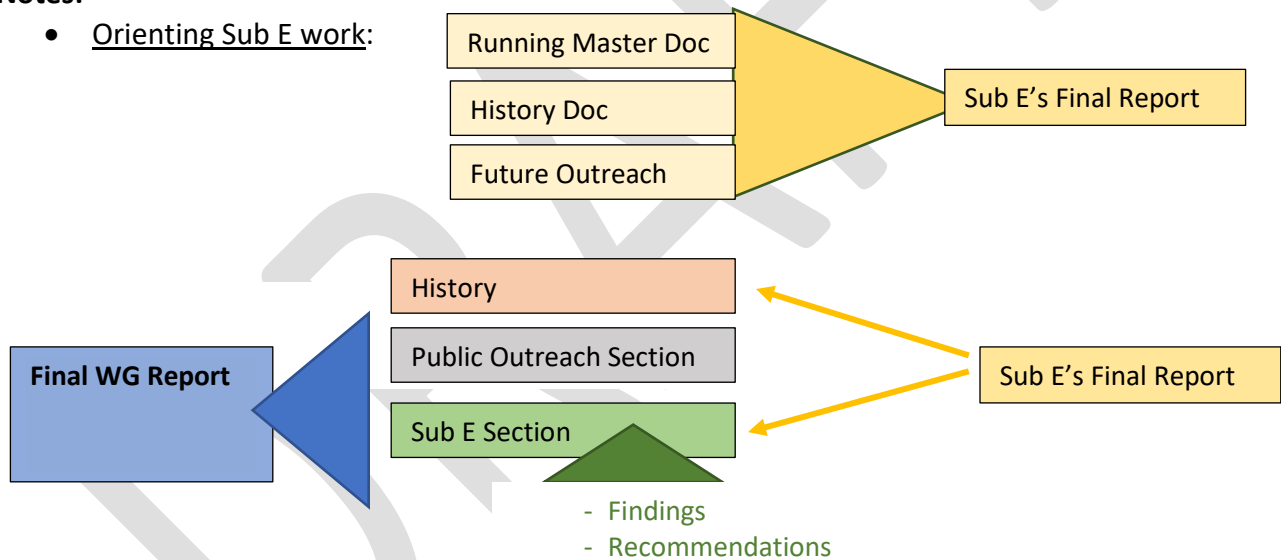 Notes:
• Orienting Sub E work:
Running Master Doc
History Doc
Future Outreach
Sub E’s Final Report
History
Public Outreach Section
Sub E Section
Final WG Report
Sub E’s Final Report
- Findings
- Recommendations